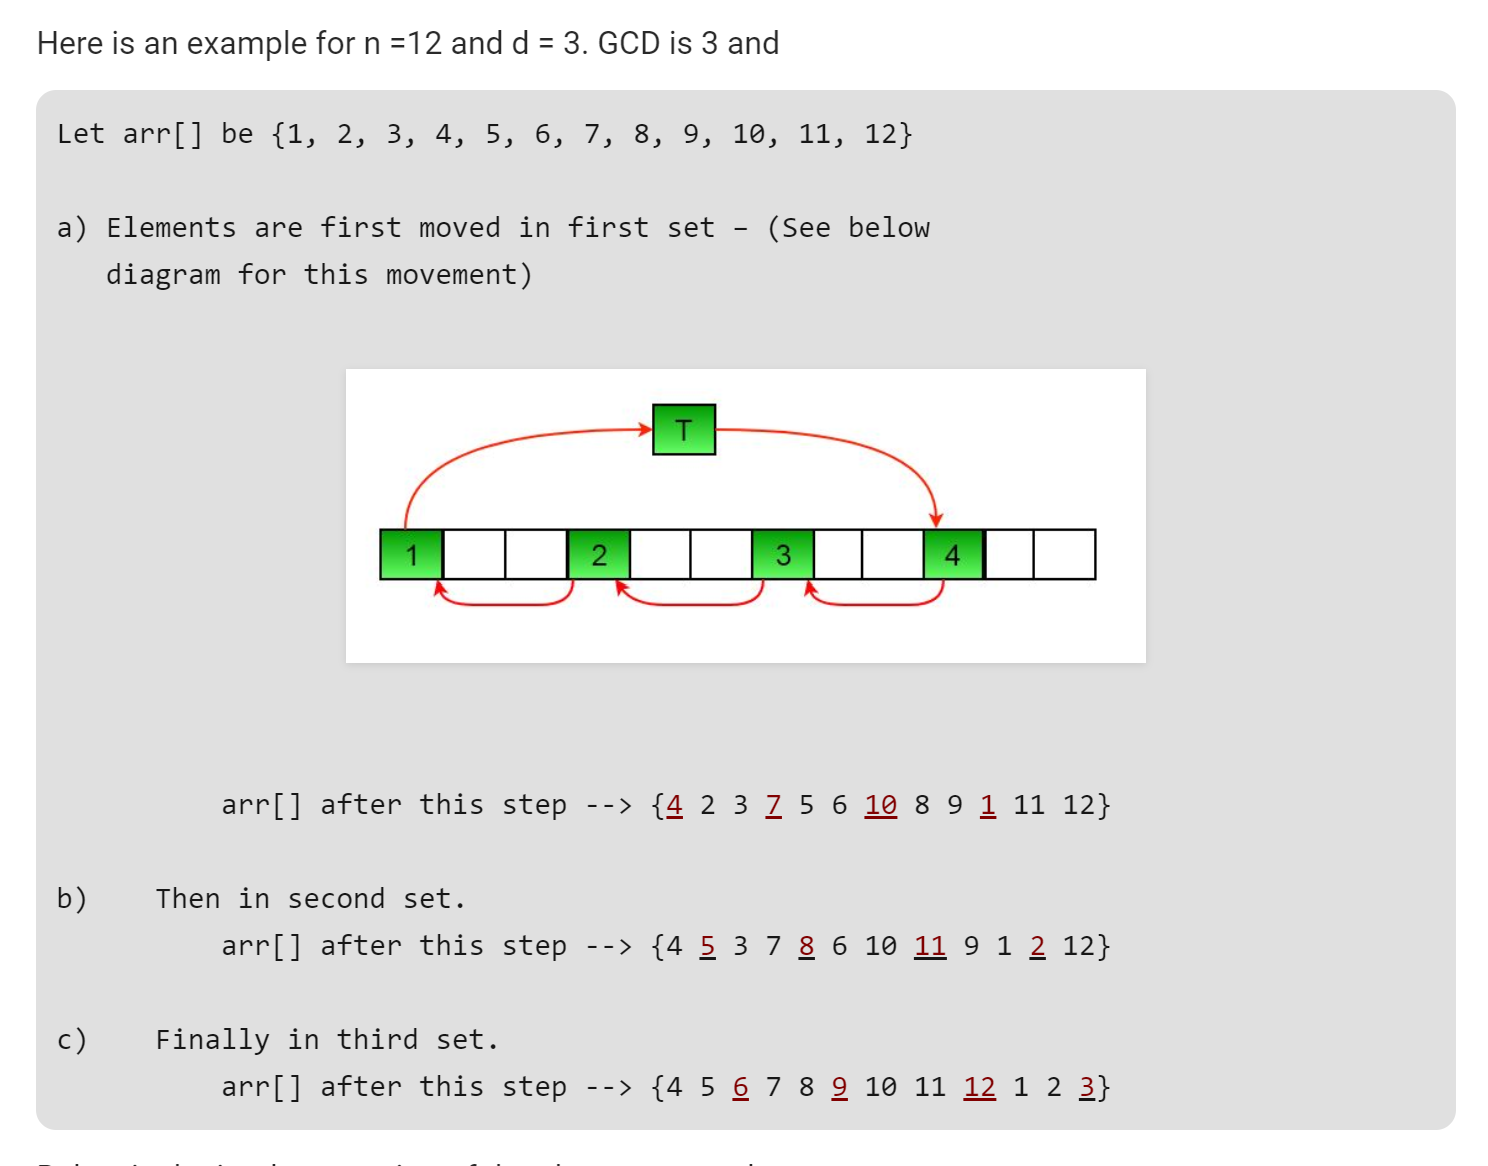 Here is an example for n =12 and d = 3. GCD is 3 and
Let arr[] be {1, 2, 3, 4, 5, 6, 7, 8, 9, 10, 11, 12}
a) Elements are first moved in first set – (See below
diagram for this movement)
T
1 2 3 4
arr[] after this step --> {4 2 3 7 5 6 10 8 9 1 11 12}
b) Then in second set.
arr[] after this step --> {4 5 3 7 8 6 10 11 9 1 2 12}
c) Finally in third set.
arr[] after this step --> {4 5 6 7 8 9 10 11 12 1 2 3}